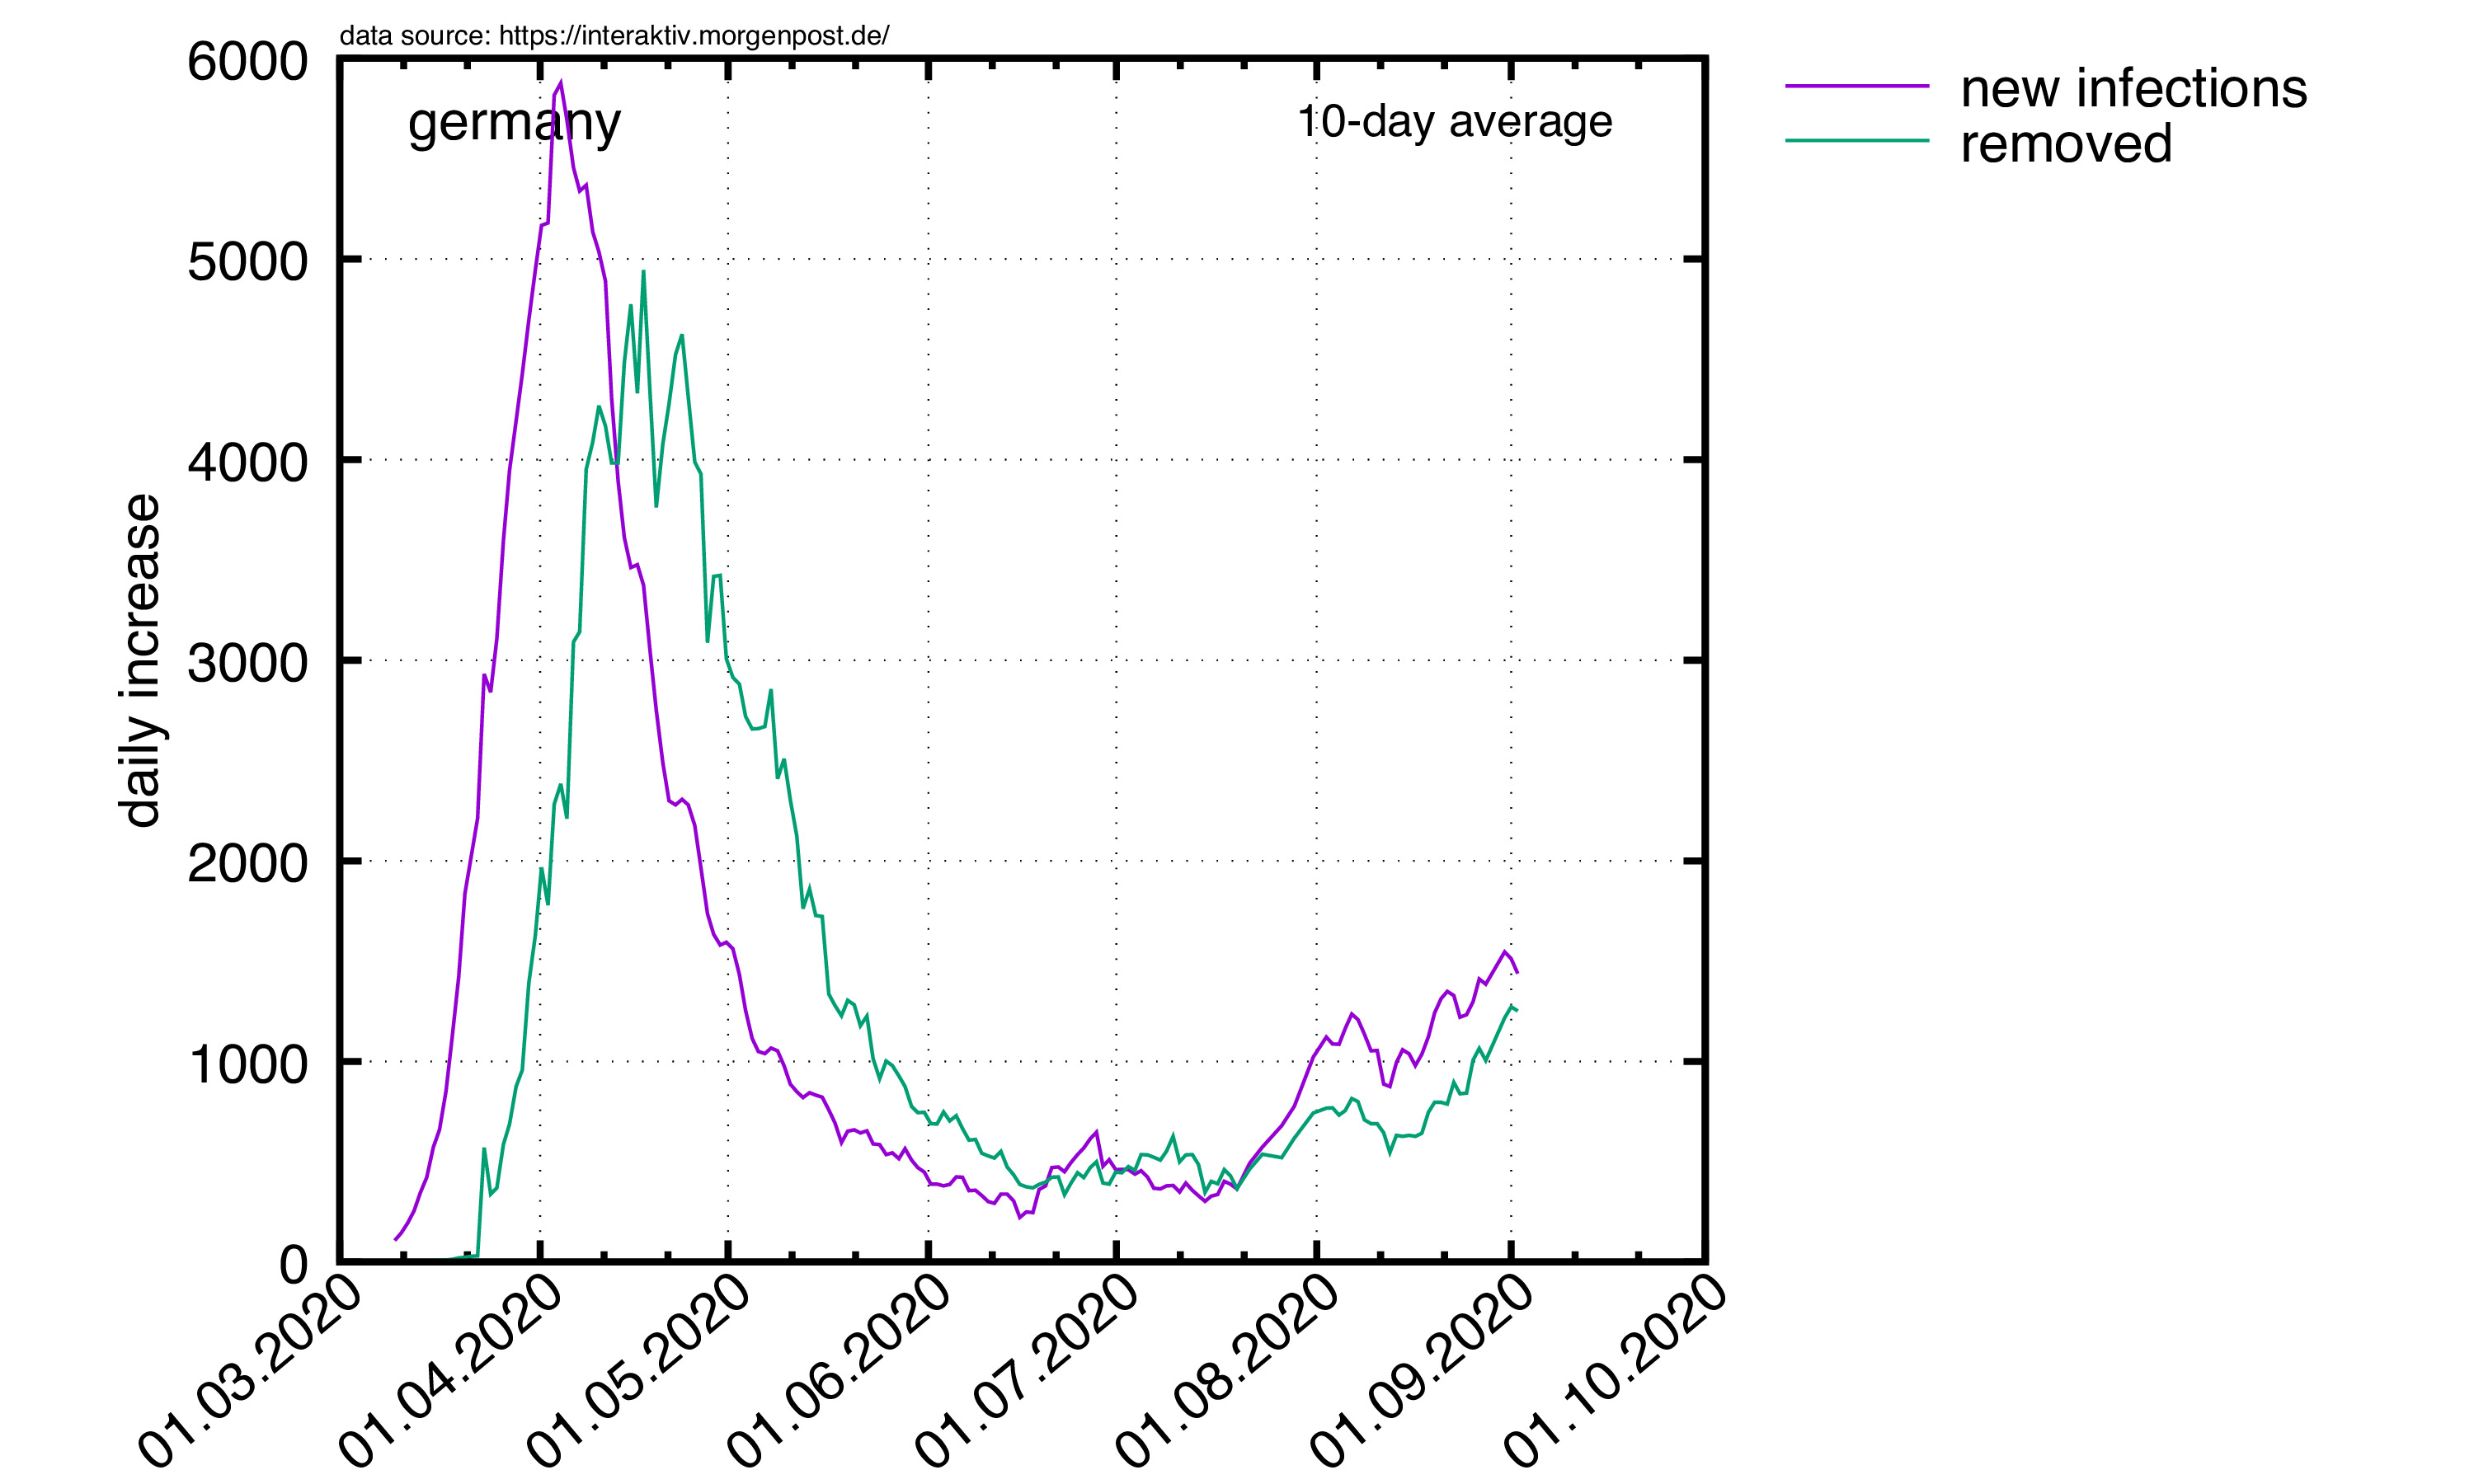 data source: https://interaktiv.morgenpost.de/
germany
10-day average
new infections
removed
daily increase
6000
5000
4000
3000
2000
1000
0
01.03.2020
01.04.2020
01.05.2020
01.06.2020
01.07.2020
01.08.2020
01.09.2020
01.10.2020